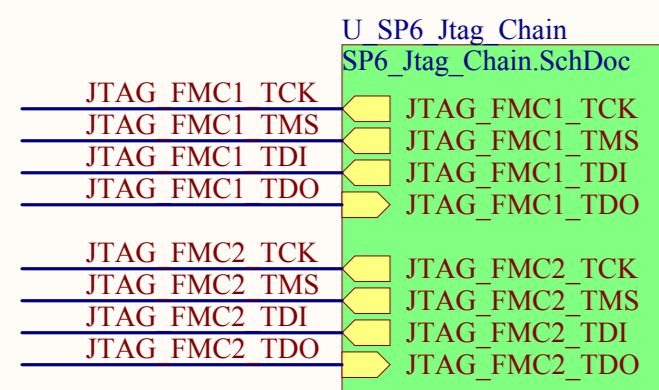 U_SP6_Jtag_Chain
SP6_Jtag_Chain.SchDoc
JTAG_FMC1_TCK JTAG_FMC1_TCK
JTAG_FMC1_TMS JTAG_FMC1_TMS
JTAG_FMC1_TDI JTAG_FMC1_TDI
JTAG_FMC1_TDO JTAG_FMC1_TDO
JTAG_FMC2_TCK JTAG_FMC2_TCK
JTAG_FMC2_TMS JTAG_FMC2_TMS
JTAG_FMC2_TDI JTAG_FMC2_TDI
JTAG_FMC2_TDO JTAG_FMC2_TDO